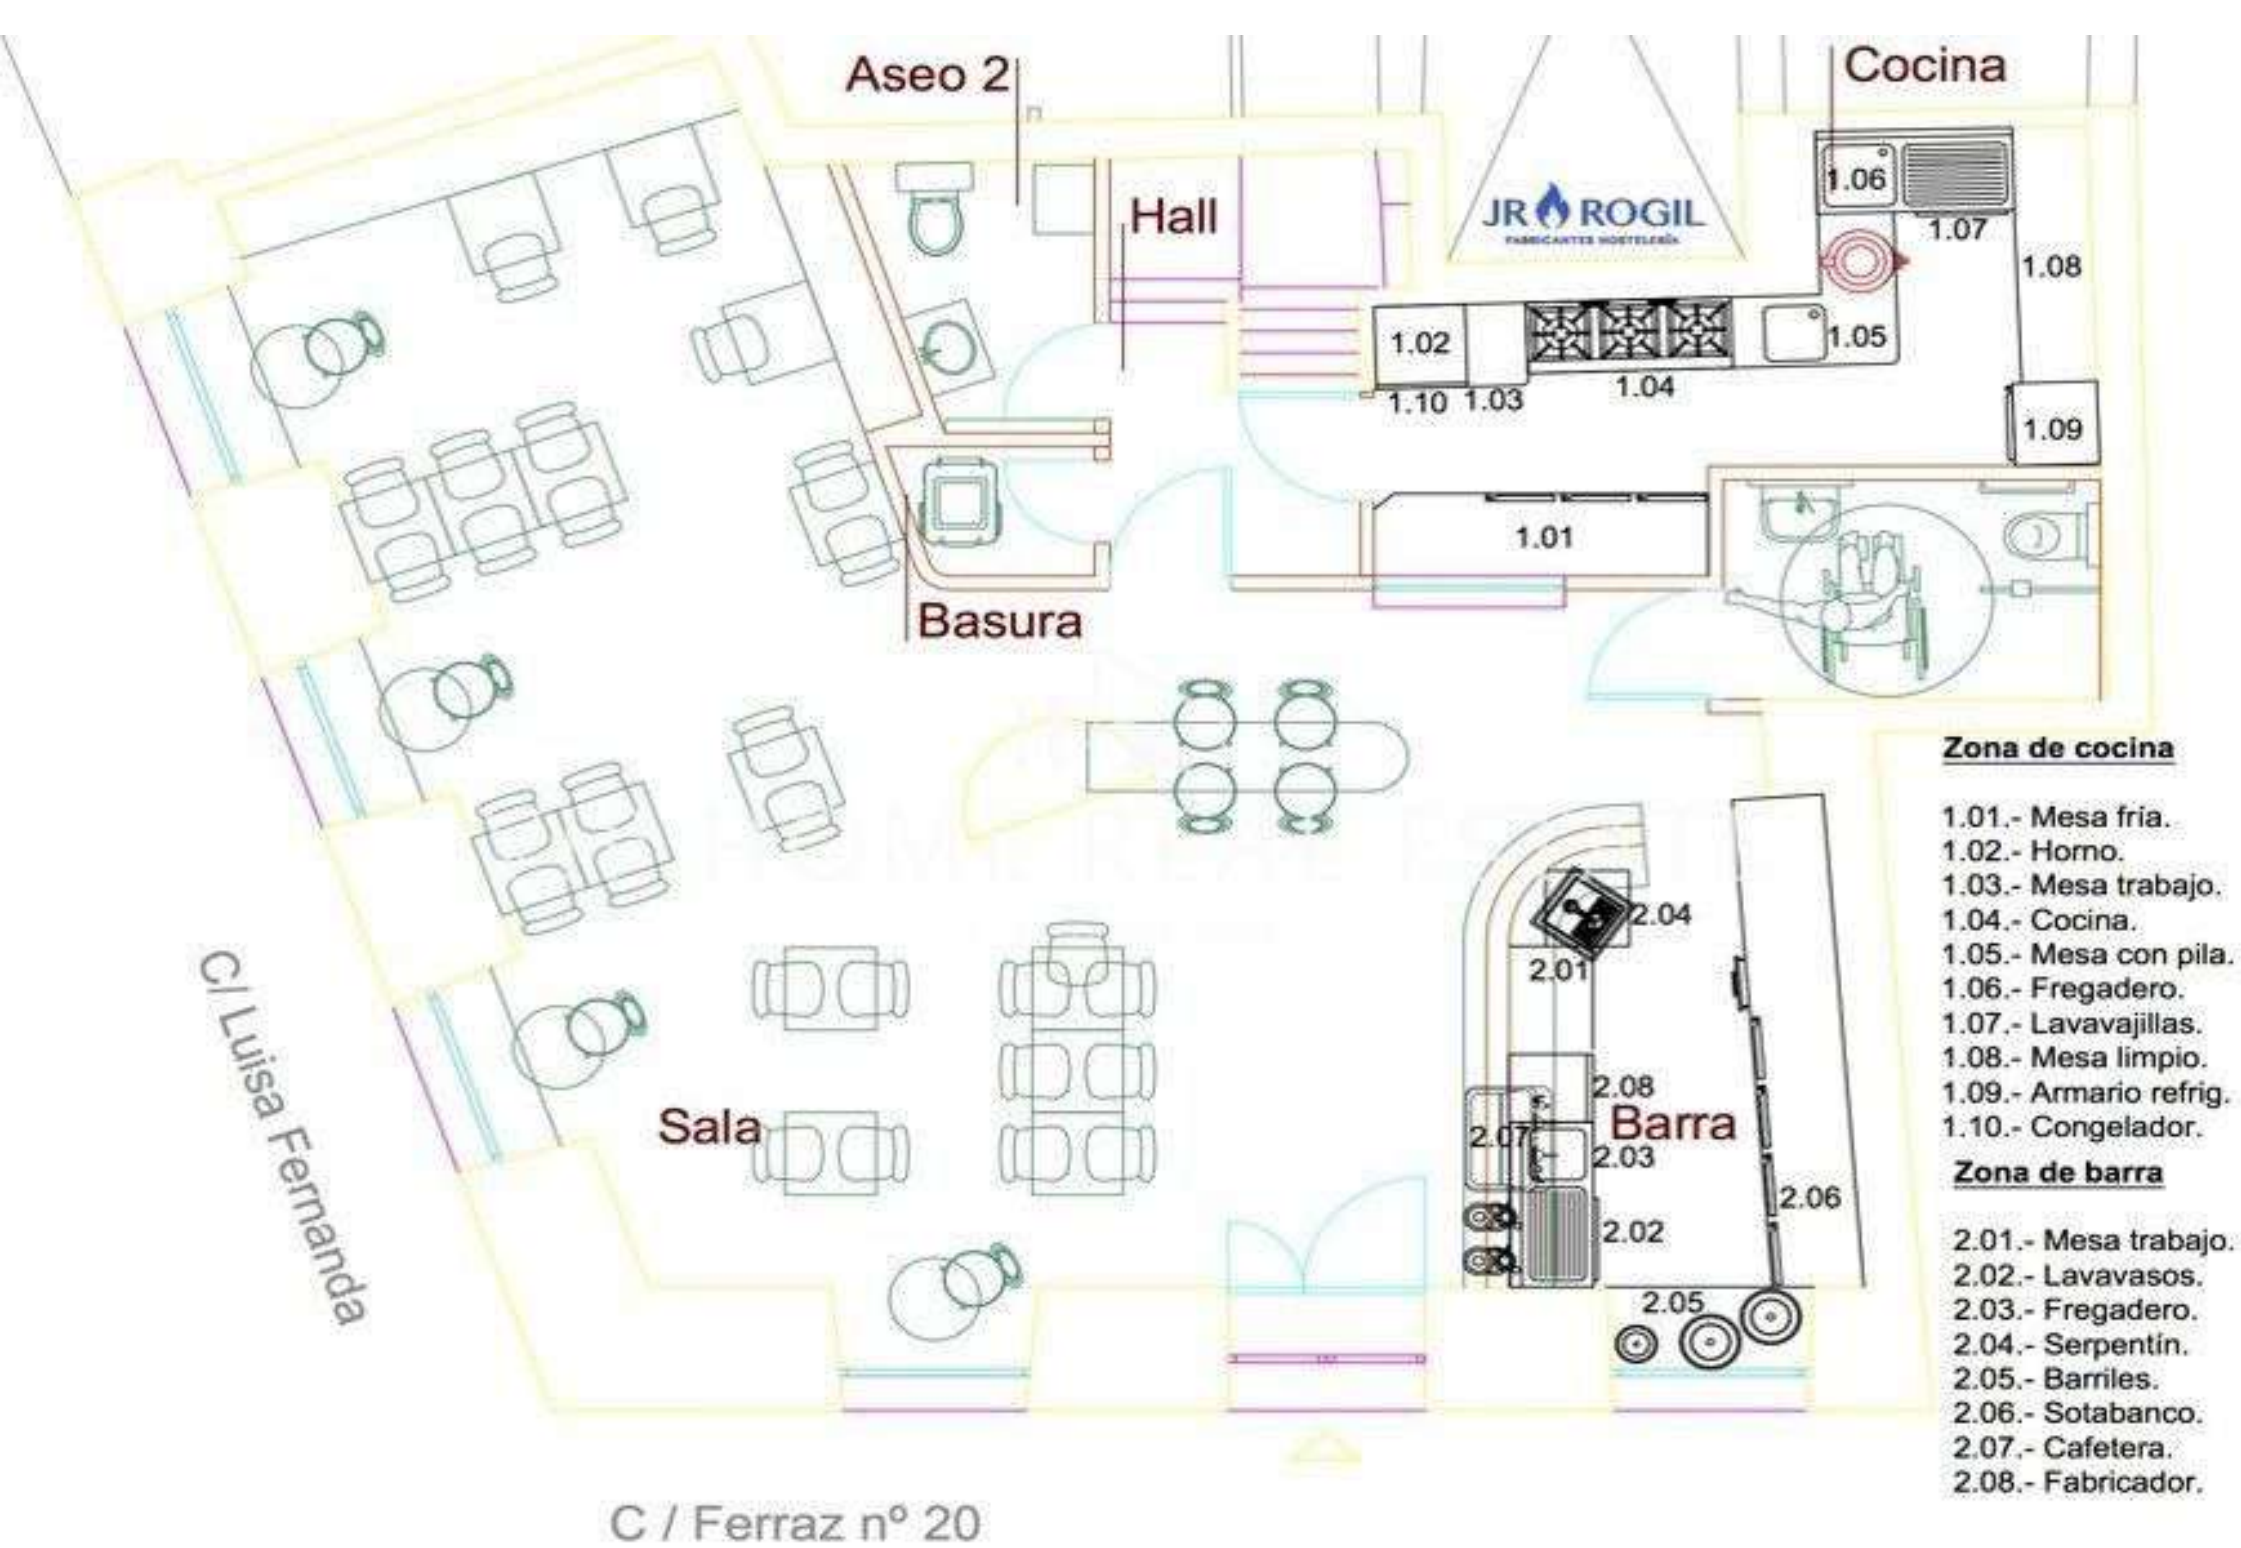 Aseo 2
Cocina
Hall
JR ROGIL
FABRICANTES HOSTELERÍA
1.06
1.07
1.08
1.02
1.05
1.10
1.03
1.04
1.09
1.01
Basura
HOME REAL ESTATE
2.04
2.01
2.08
Barra
2.07
2.03
2.06
2.02
2.05
Sala
C/ Luisa Fernanda
C / Ferraz nº 20
Zona de cocina
1.01.- Mesa fría.
1.02.- Horno.
1.03.- Mesa trabajo.
1.04.- Cocina.
1.05.- Mesa con pila.
1.06.- Fregadero.
1.07.- Lavavajillas.
1.08.- Mesa limpio.
1.09.- Armario refrig.
1.10.- Congelador.
Zona de barra
2.01.- Mesa trabajo.
2.02.- Lavavasos.
2.03.- Fregadero.
2.04.- Serpentín.
2.05.- Barriles.
2.06.- Sotabanco.
2.07.- Cafetera.
2.08.- Fabricador.